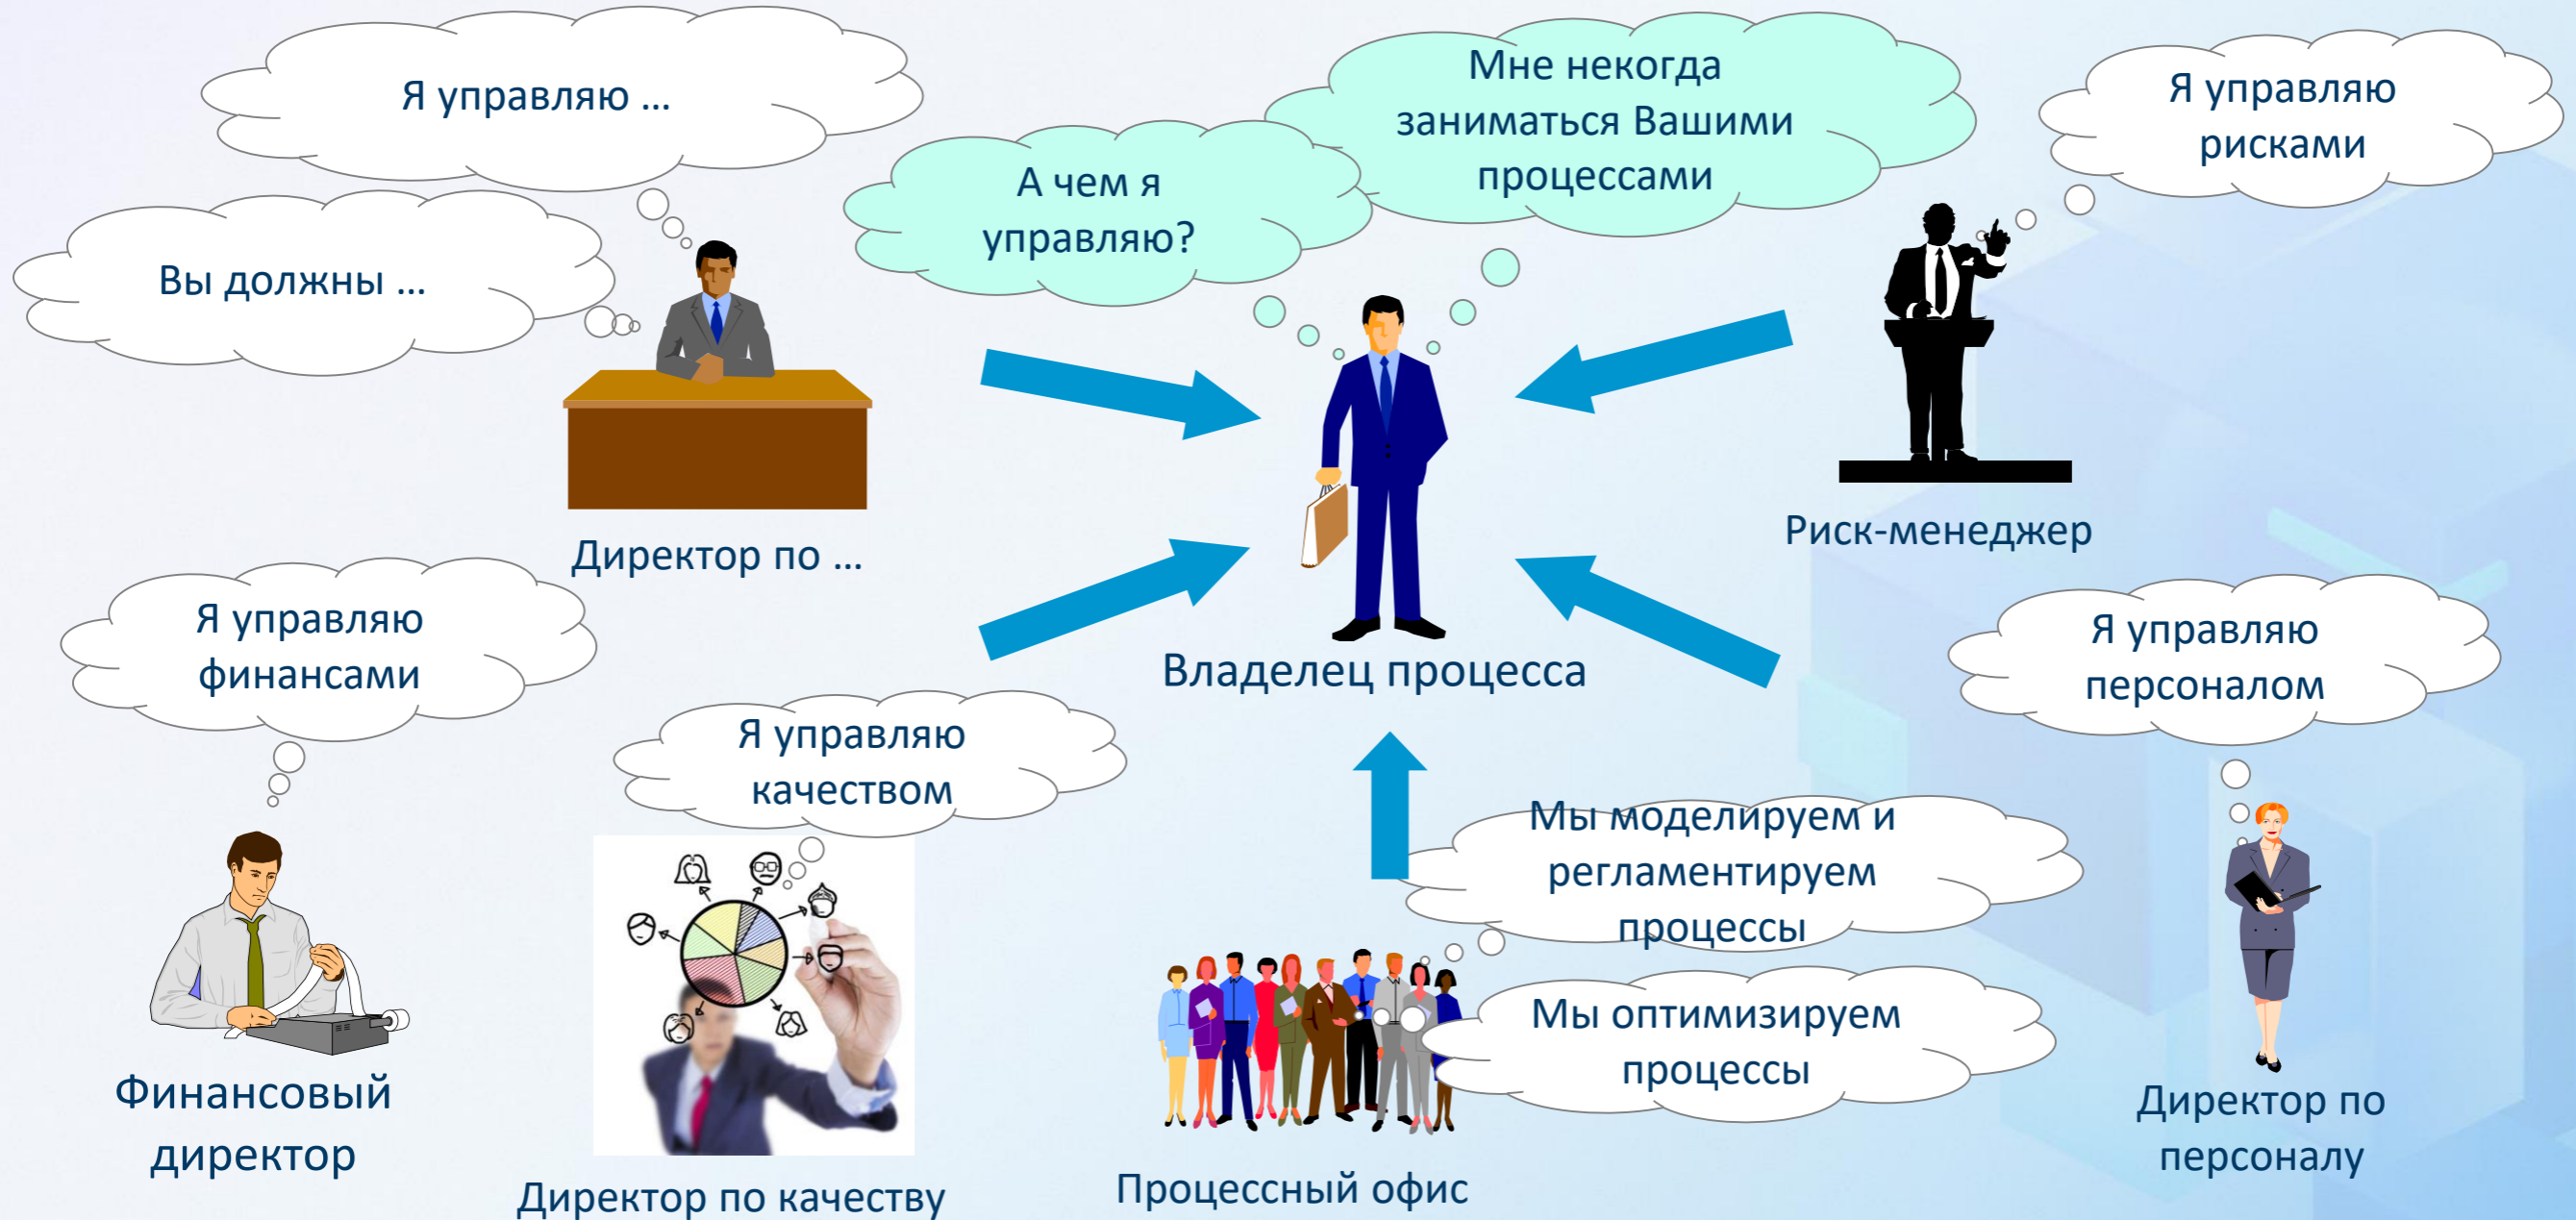 Я управляю ...
Вы должны ...
Директор по ...
А чем я
управляю?
Мне некогда
заниматься Вашими
процессами
Владелец процесса
Я управляю
рисками
Риск-менеджер
Я управляю
финансами
Финансовый
директор
Я управляю
качеством
Директор по качеству
Мы моделируем и
регламентируем
процессы
Мы оптимизируем
процессы
Процессный офис
Я управляю
персоналом
Директор по
персоналу